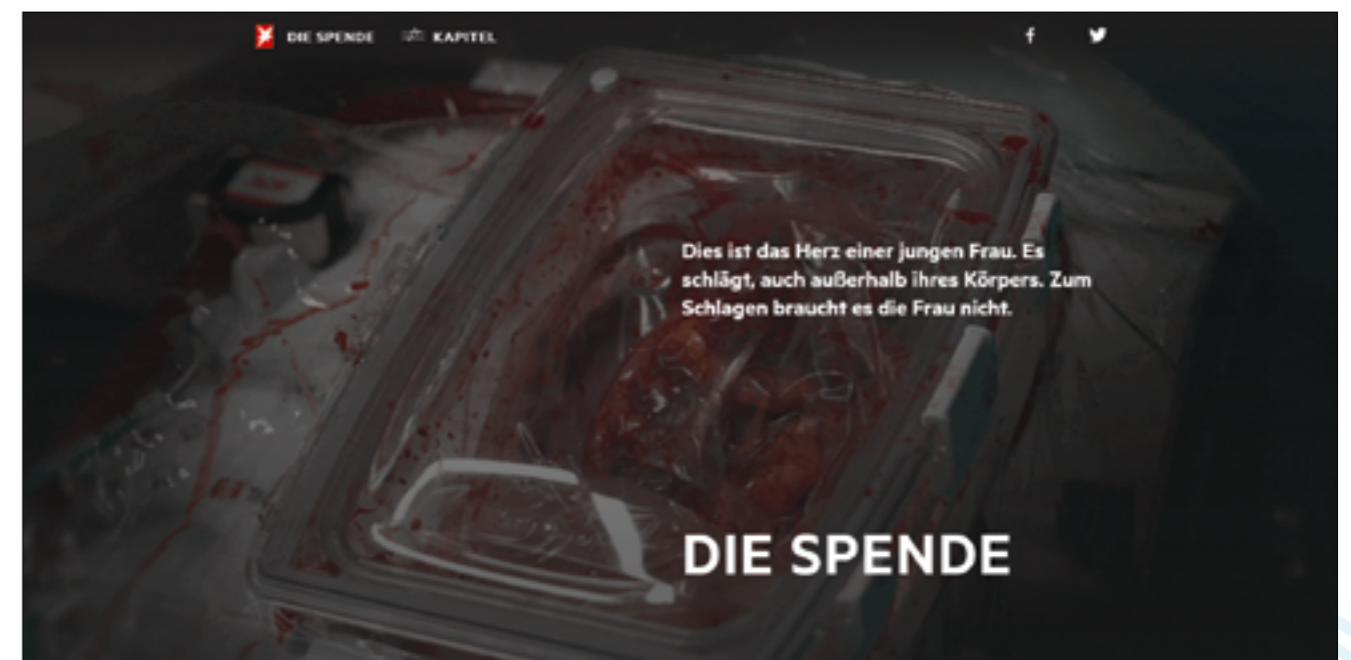 DIE SPENDE
KAPITEL
Dies ist das Herz einer jungen Frau. Es
schlägt, auch außerhalb ihres Körpers. Zum
Schlagen braucht es die Frau nicht.
DIE SPENDE